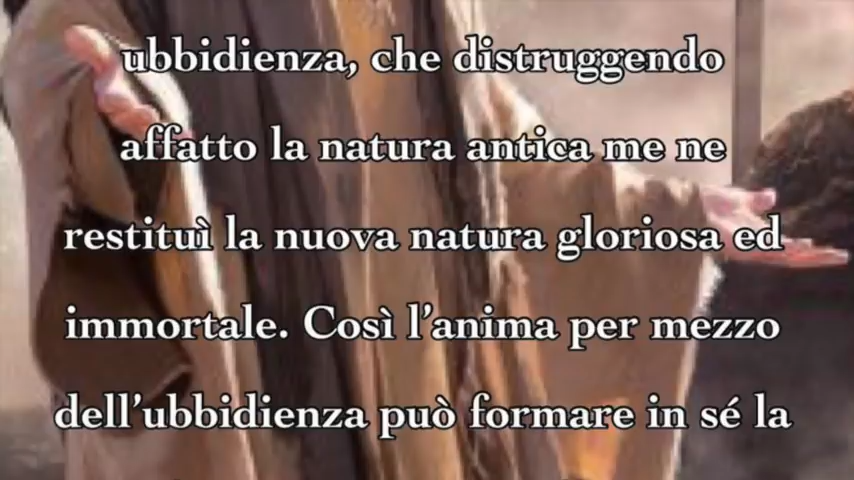 ubbidienza, che distruggendo
affatto la natura antica me ne
restituì la nuova natura gloriosa ed
immortale. Così l'anima per mezzo
dell'ubbidienza può formare in sé la